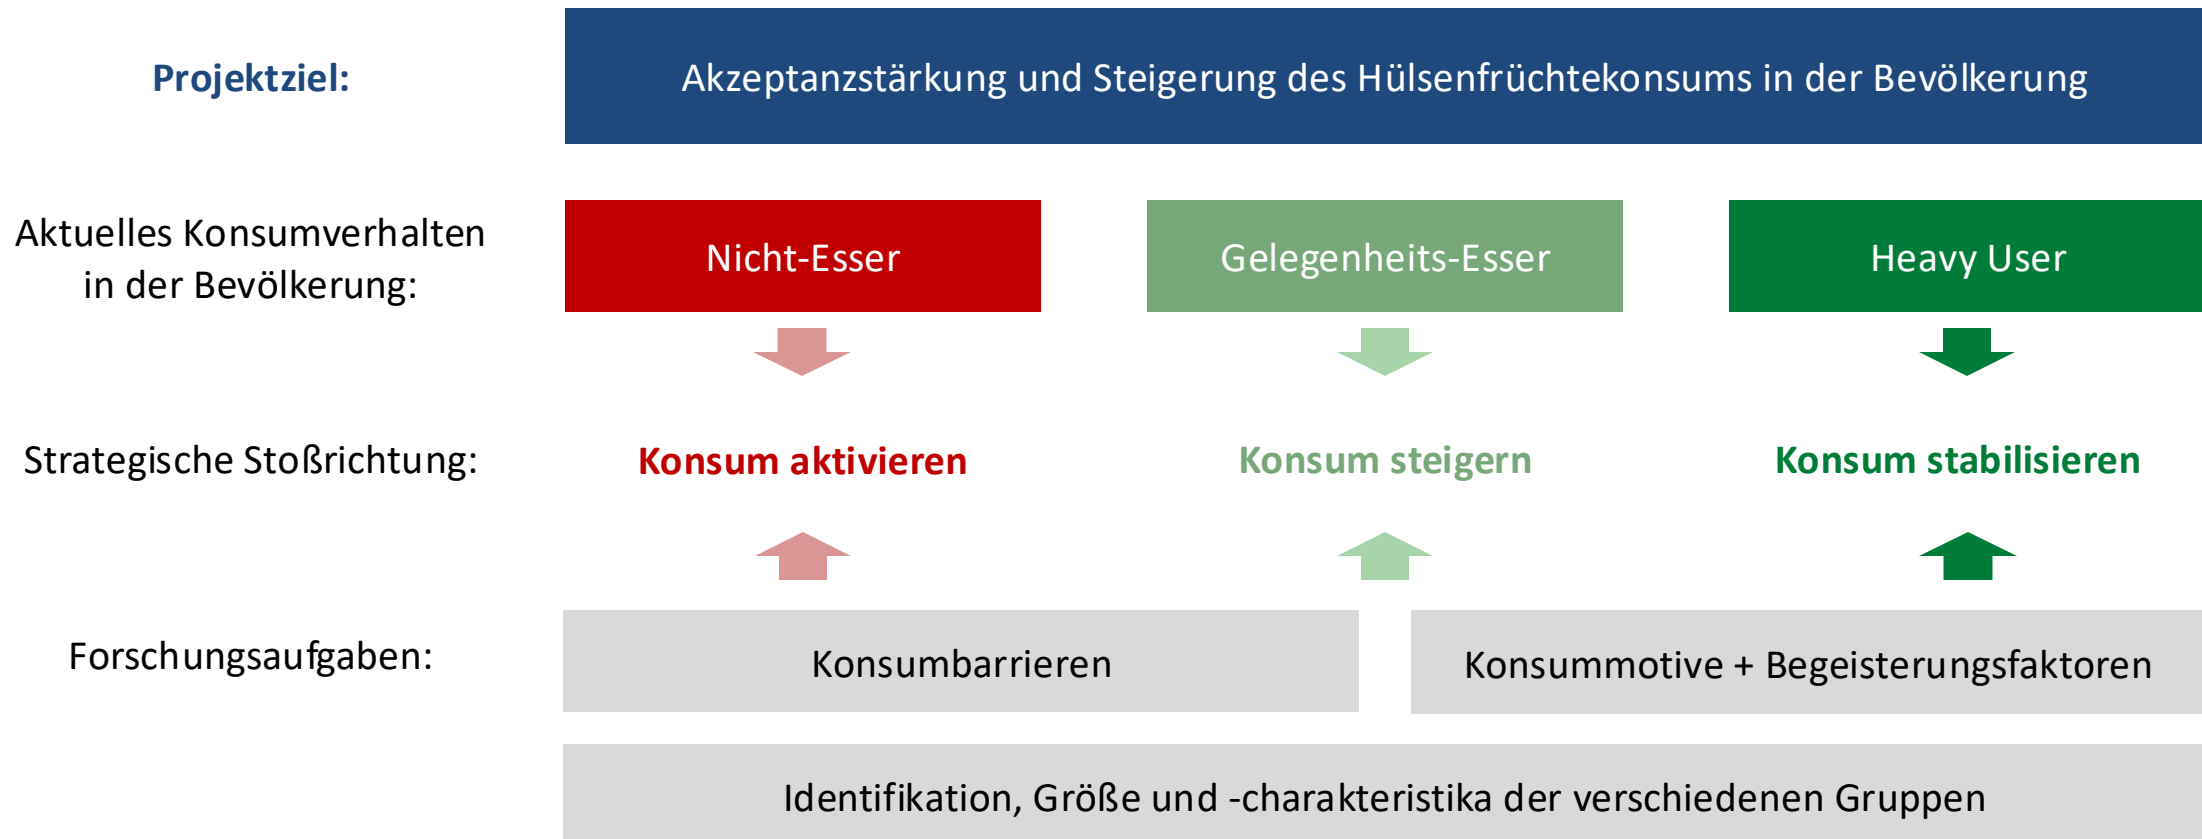 Projektziel:
Akzeptanzstärkung und Steigerung des Hülsenfrüchtekonsums in der Bevölkerung
Aktuelles Konsumverhalten
in der Bevölkerung:
Nicht-Esser
Gelegenheits-Esser
Heavy User
Strategische Stoßrichtung:
Konsum aktivieren
Konsum steigern
Konsum stabilisieren
Forschungsaufgaben:
Konsumbarrieren
Konsummotive + Begeisterungsfaktoren
Identifikation, Größe und -charakteristika der verschiedenen Gruppen